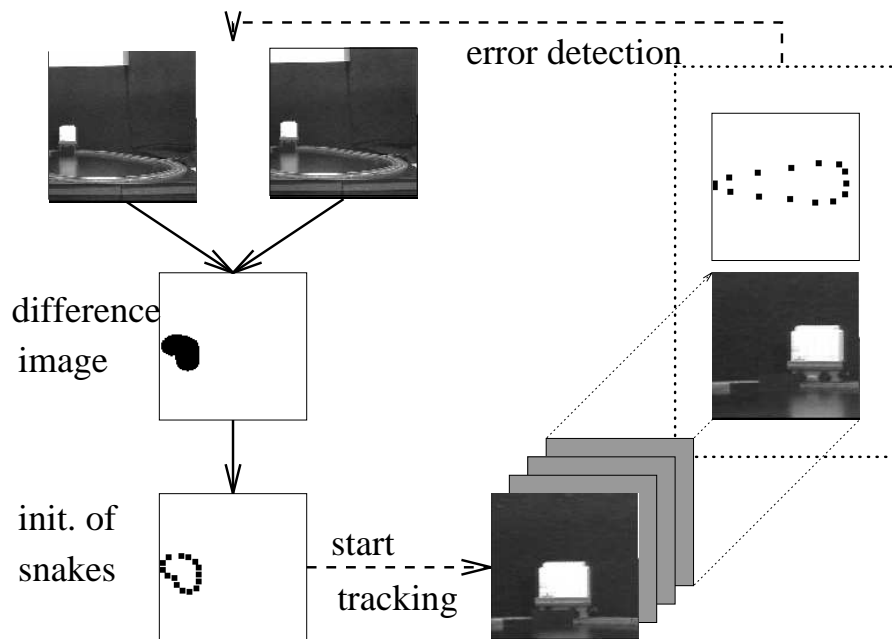 error detection
difference
image
init. of
snakes
start
tracking